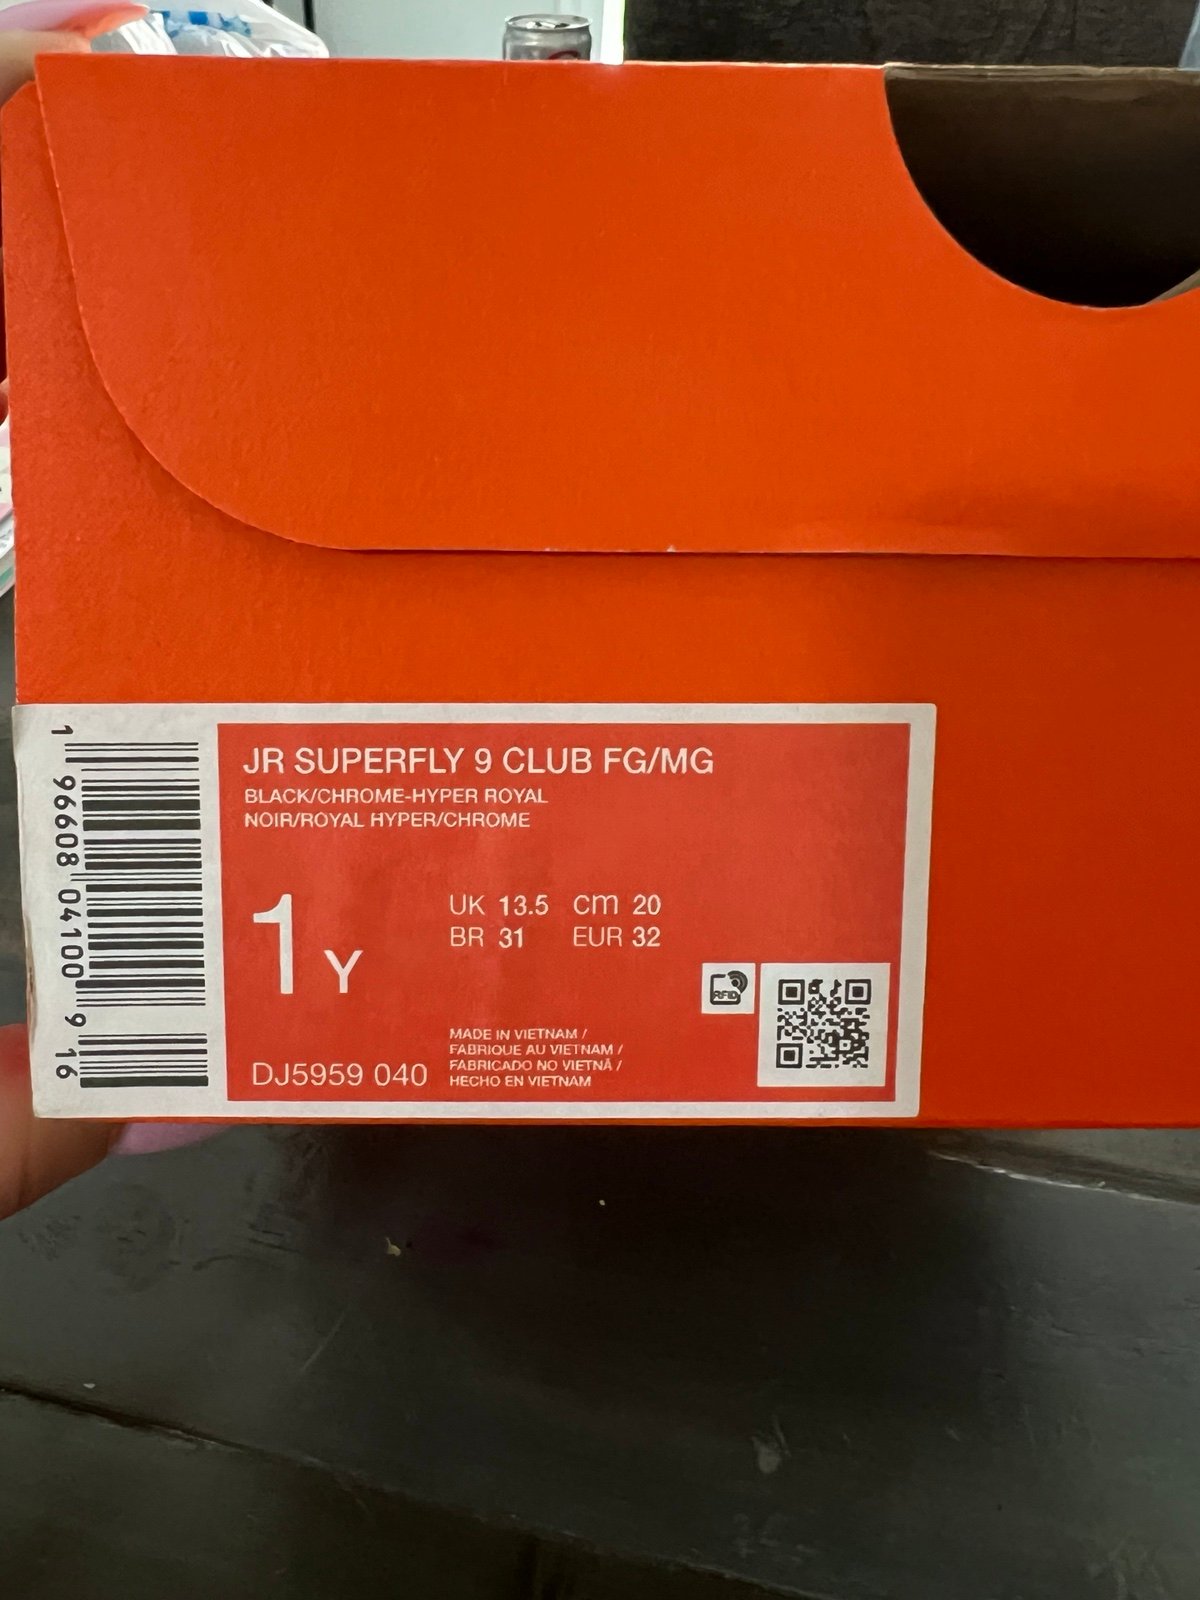 JR SUPERFLY 9 CLUB FG/MG
BLACK/CHROME-HYPER ROYAL
NOIR/ROYAL HYPER/CHROME
1Y
UK 13.5 cm 20
BR 31 EUR 32
RFID
MADE IN VIETNAM /
FABRIQUE AU VIETNAM /
FABRICADO NO VIETNÃ /
HECHO EN VIETNAM
DJ5959 040
1 96608 04100 9 16